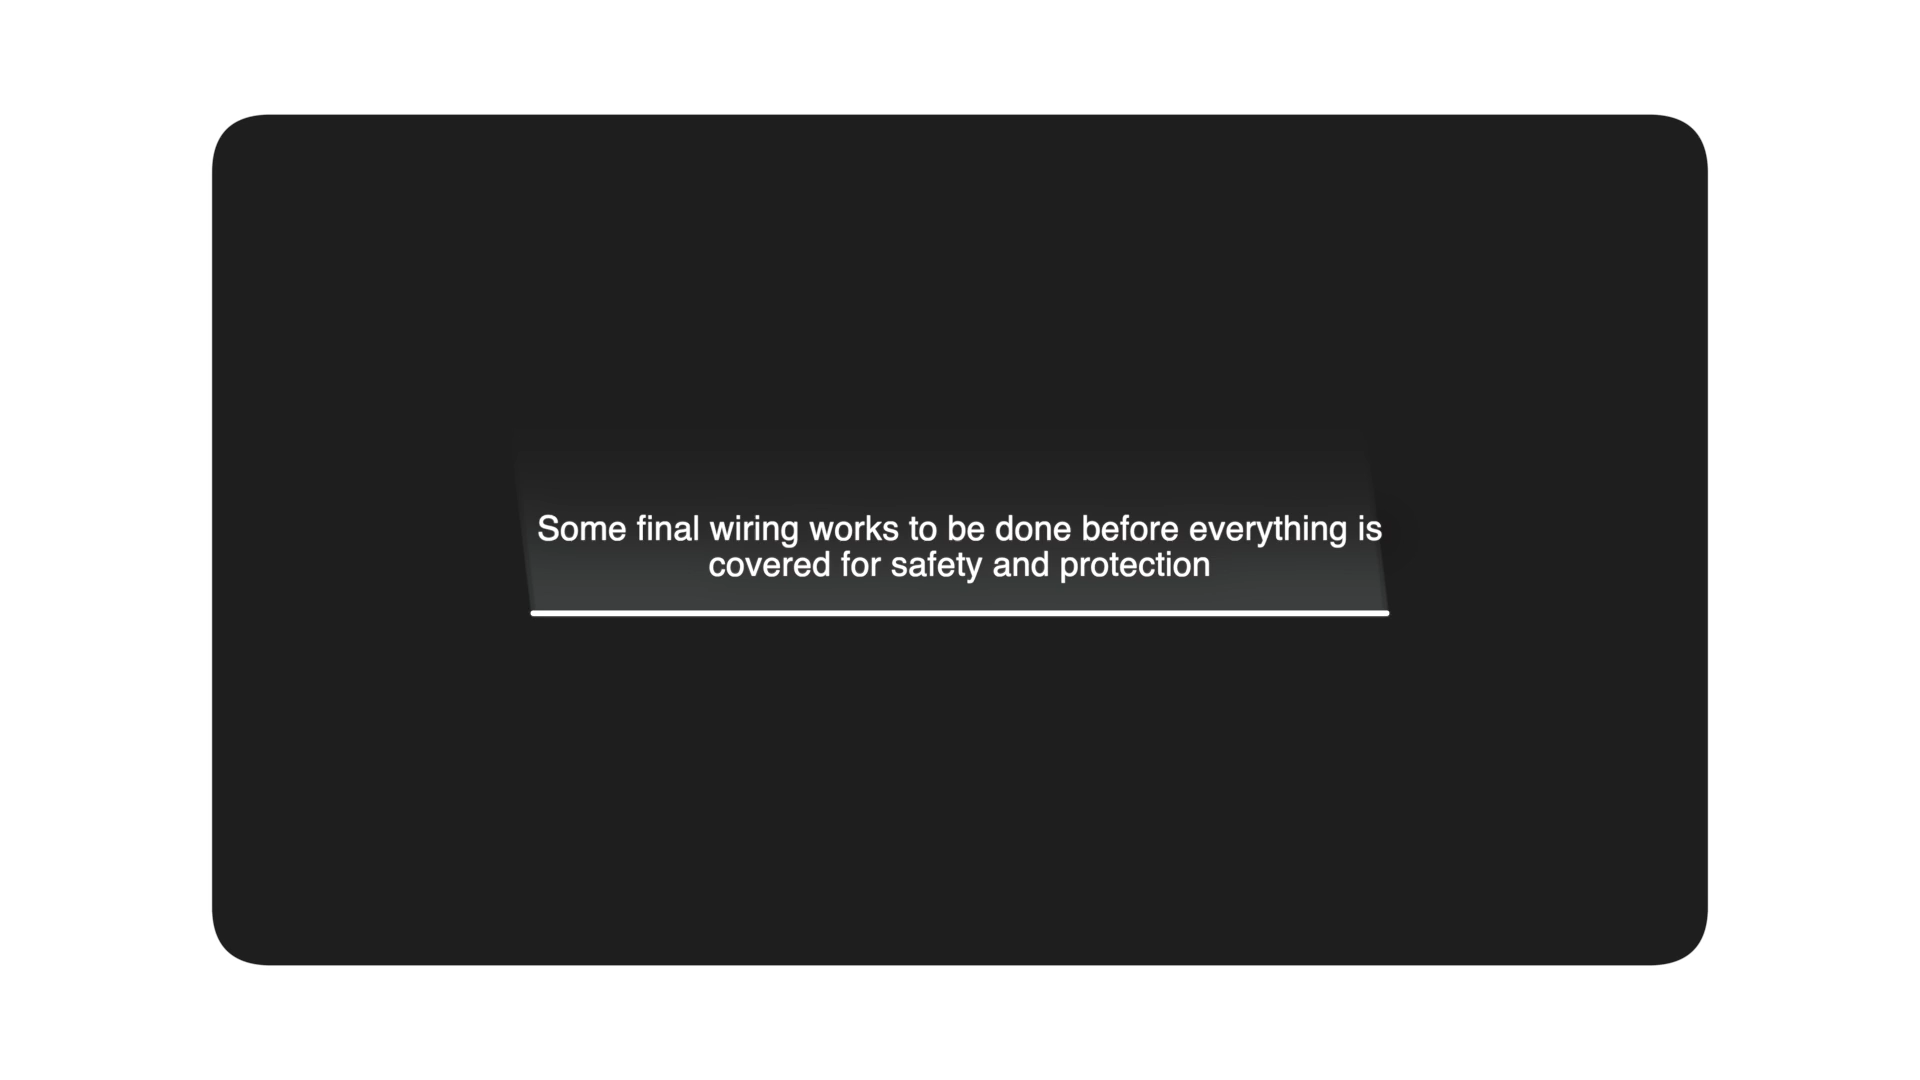 Some final wiring works to be done before everything is
covered for safety and protection